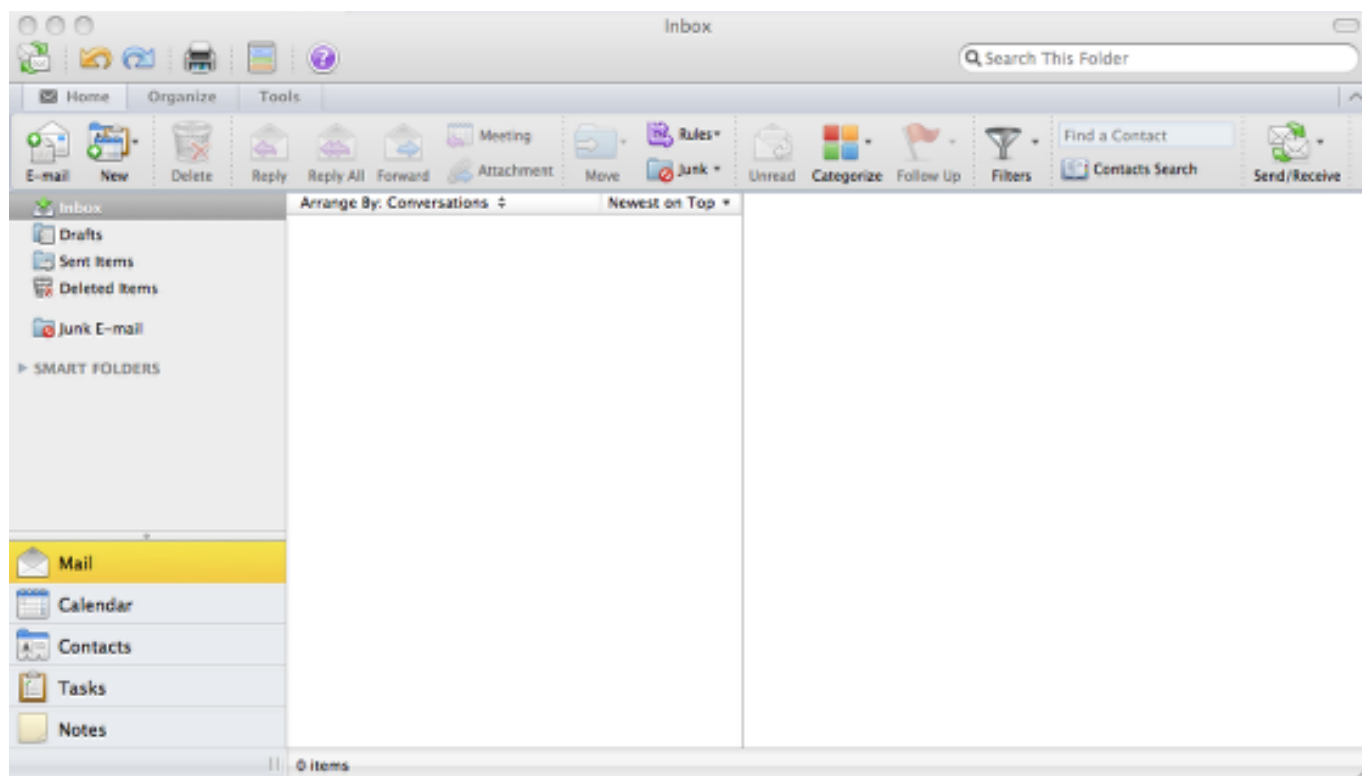 Inbox
Search This Folder
Home Organize Tools
E-mail New Delete Reply Reply All Forward Meeting Attachment Move Rules Junk Unread Categorize Follow Up Filters Find a Contact Contacts Search Send/Receive
Inbox
Arrange By: Conversations Newest on Top
Drafts
Sent Items
Deleted Items
Junk E-mail
SMART FOLDERS
Mail
Calendar
Contacts
Tasks
Notes
0 items